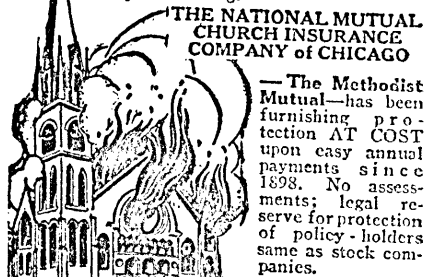 THE NATIONAL MUTUAL
CHURCH INSURANCE
COMPANY of CHICAGO
—The Methodist
Mutual—has been
furnishing pro-
tection AT COST
upon easy annual
payments since
1898. No assess-
ments; legal re-
serve for protection
of policy-holders
same as stock com-
panies.